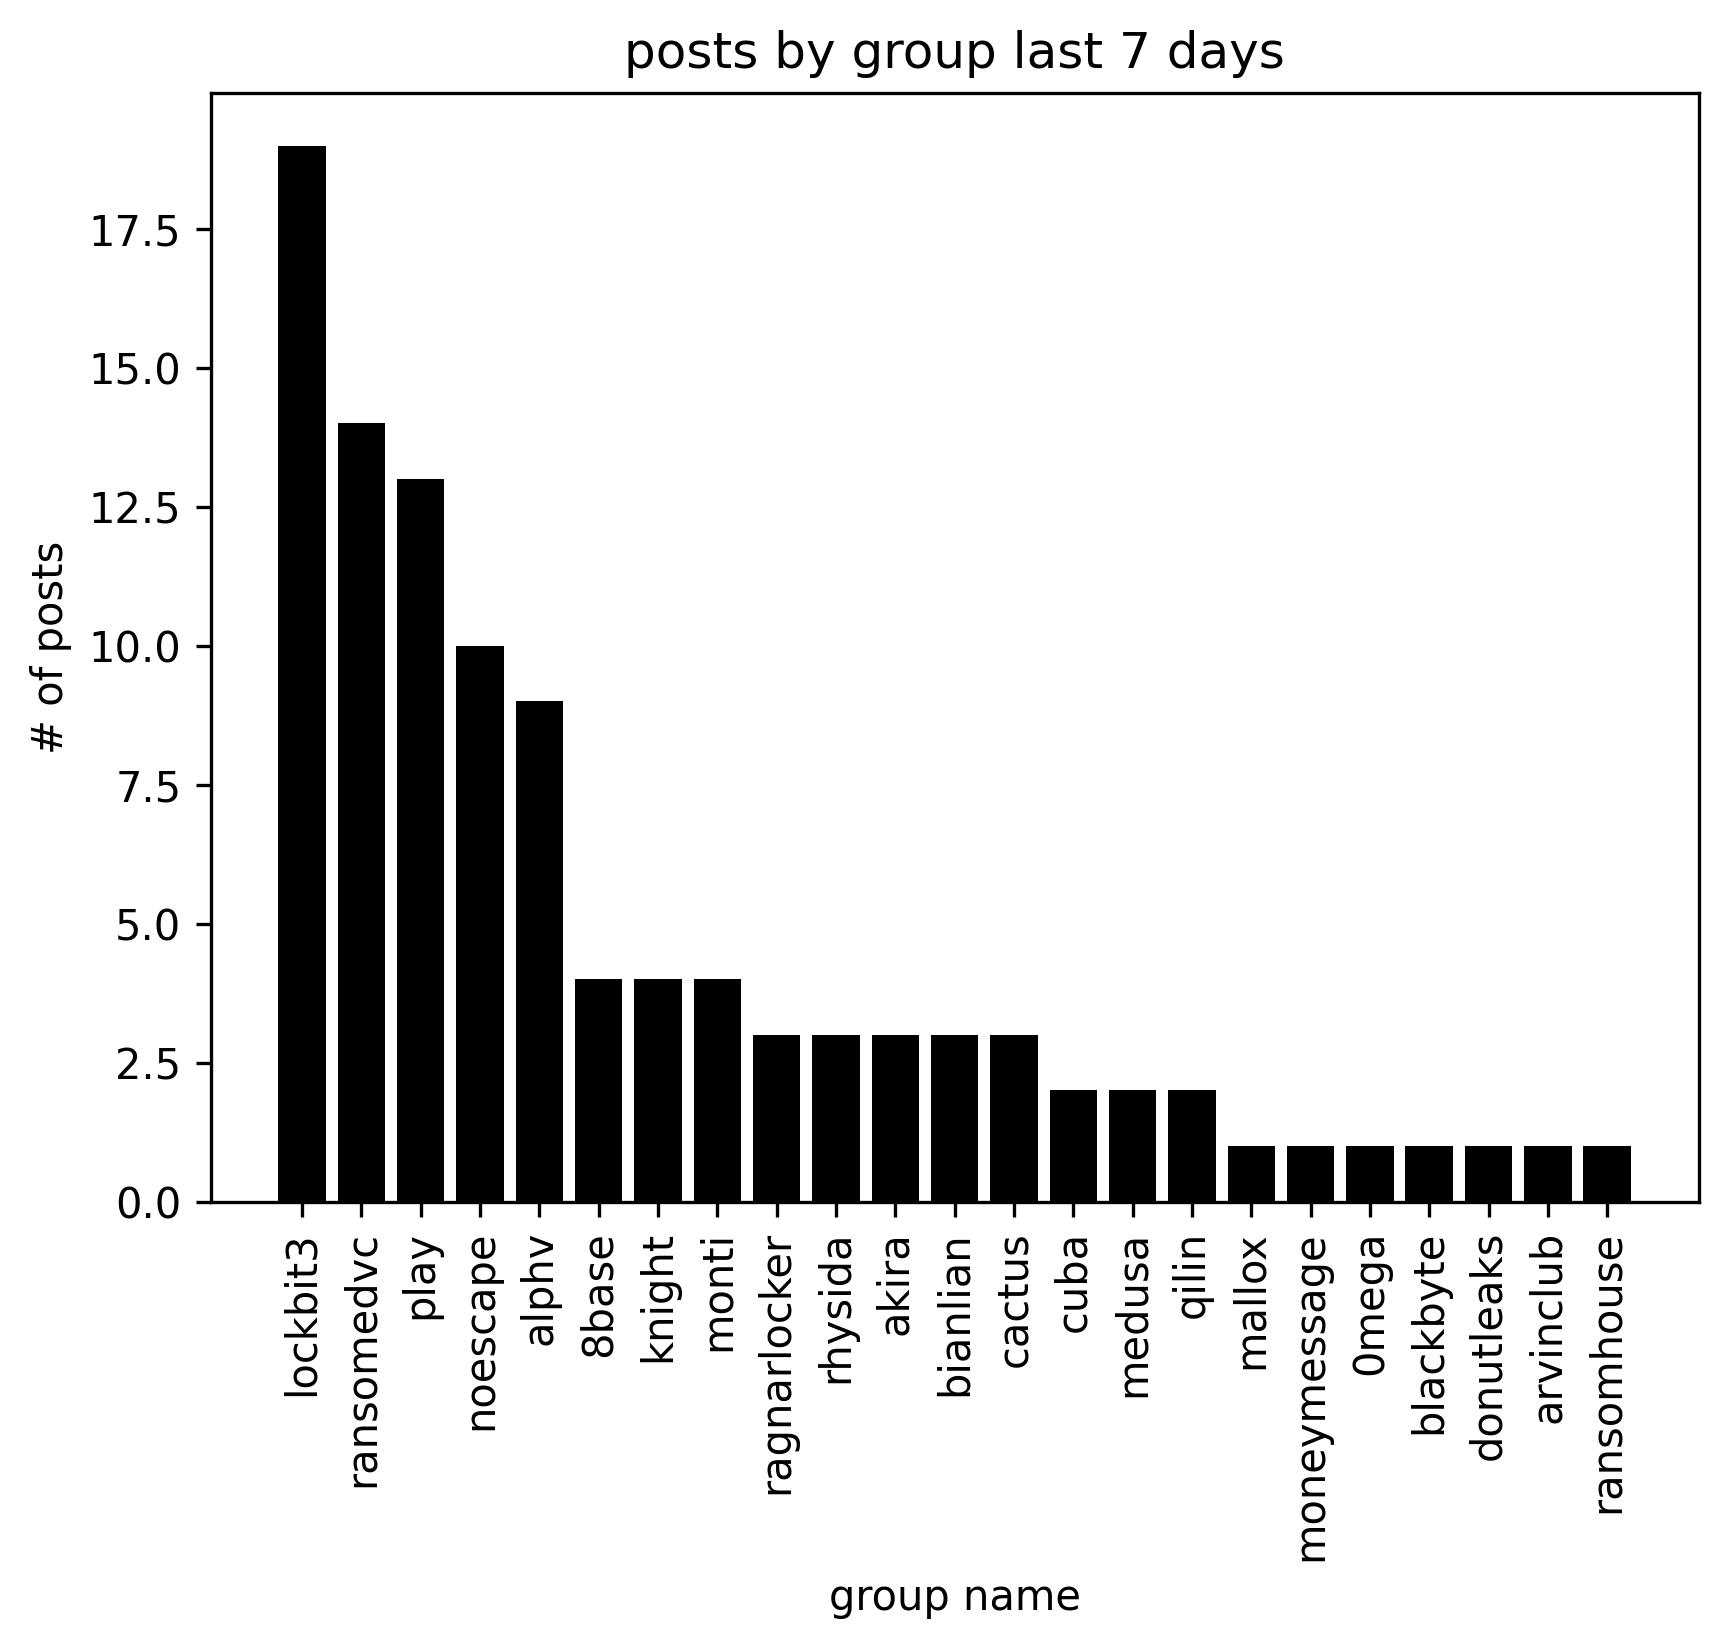 posts by group last 7 days
# of posts
17.5
15.0
12.5
10.0
7.5
5.0
2.5
0.0
lockbit3
ransomedvc
play
noescape
alphv
8base
knight
monti
ragnarlocker
rhysida
akira
bianlian
cactus
cuba
medusa
qilin
mallox
moneymessage
0mega
blackbyte
donutleaks
arvinclub
ransomhouse
group name